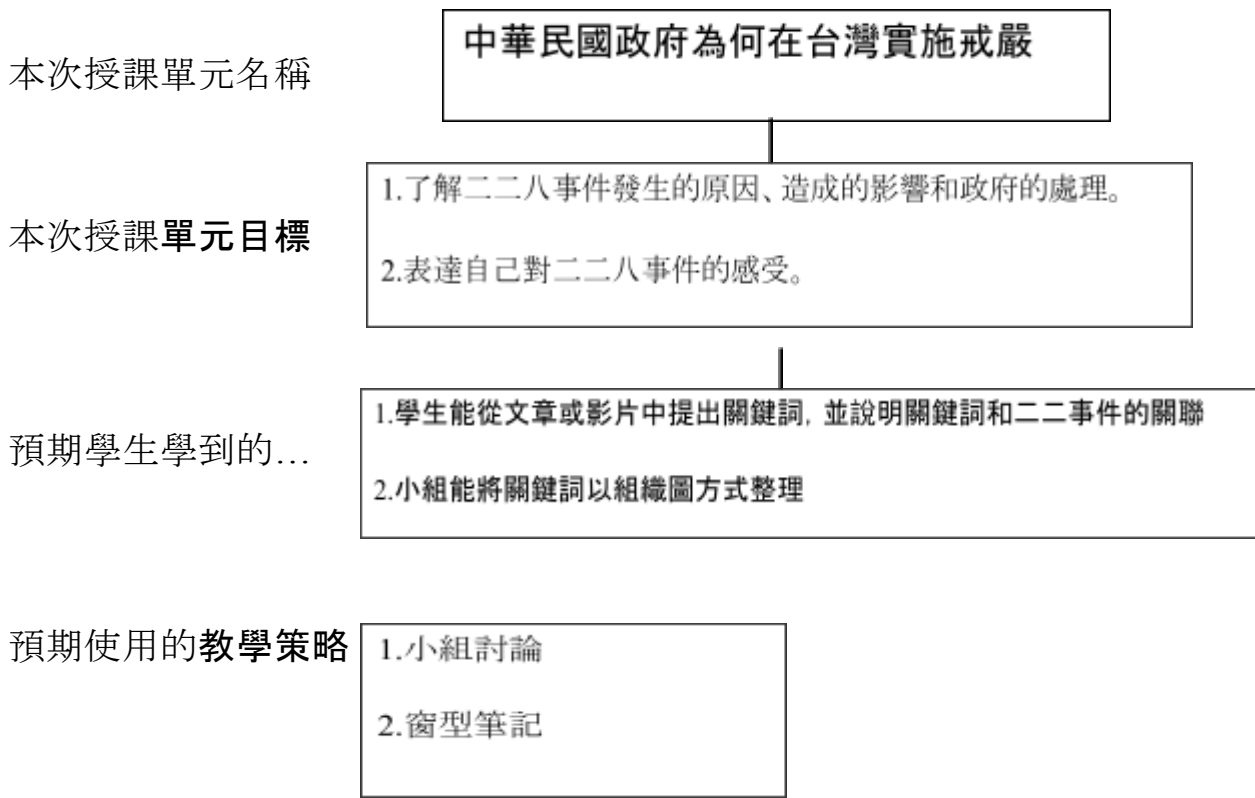 本次授課單元名稱
中華民國政府為何在台灣實施戒嚴
本次授課單元目標
1.了解二二八事件發生的原因、造成的影響和政府的處理。
2.表達自己對二二八事件的感受。
預期學生學到的…
1.學生能從文章或影片中提出關鍵詞, 並說明關鍵詞和二二事件的關聯
2.小組能將關鍵詞以組織圖方式整理
預期使用的教學策略
1.小組討論
2.窗型筆記